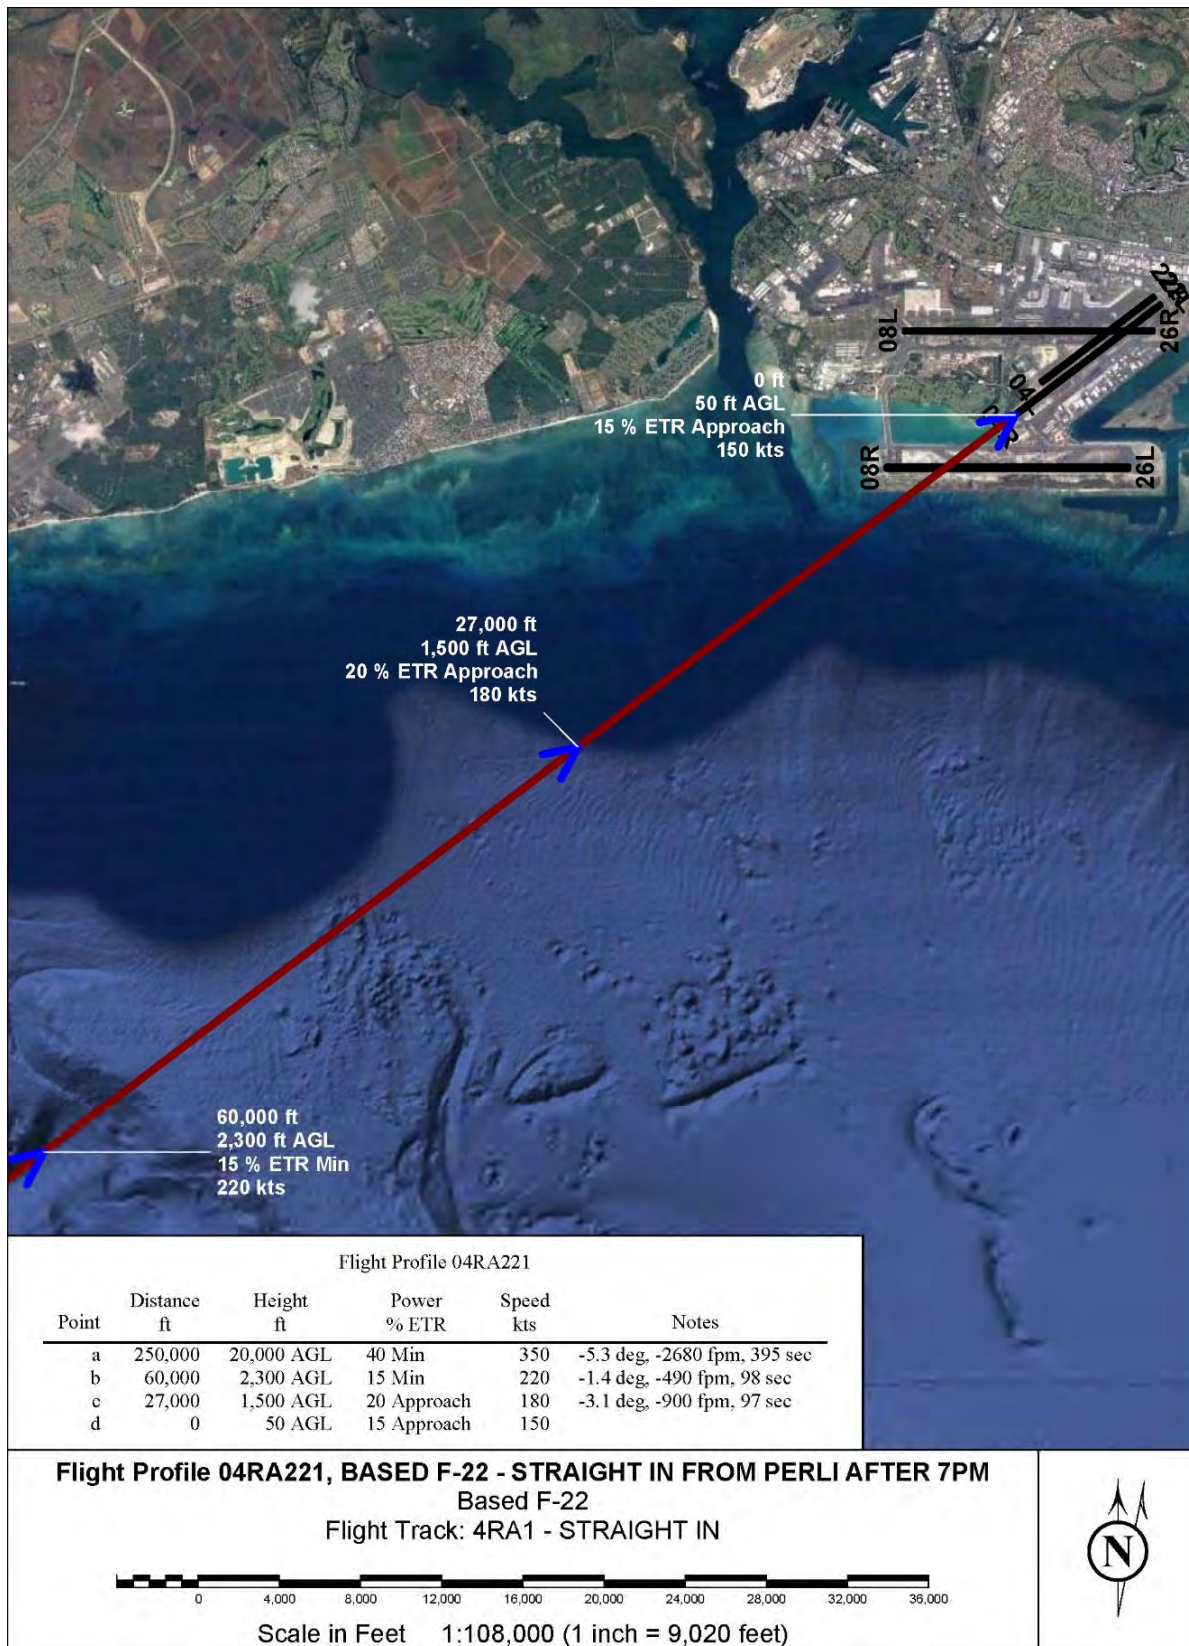 08L
26R
04L
08R
26L
0 ft
50 ft AGL
15 % ETR Approach
150 kts
27,000 ft
1,500 ft AGL
20 % ETR Approach
180 kts
60,000 ft
2,300 ft AGL
15 % ETR Min
220 kts
Flight Profile 04RA221
Point Distance ft Height ft Power % ETR Speed kts Notes
a 250,000 20,000 AGL 40 Min 350 -5.3 deg, -2680 fpm, 395 sec
b 60,000 2,300 AGL 15 Min 220 -1.4 deg, -490 fpm, 98 sec
c 27,000 1,500 AGL 20 Approach 180 -3.1 deg, -900 fpm, 97 sec
d 0 50 AGL 15 Approach 150
Flight Profile 04RA221, BASED F-22 - STRAIGHT IN FROM PERLI AFTER 7PM
Based F-22
Flight Track: 4RA1 - STRAIGHT IN
0 4,000 8,000 12,000 16,000 20,000 24,000 28,000 32,000 36,000
Scale in Feet 1:108,000 (1 inch = 9,020 feet)
N